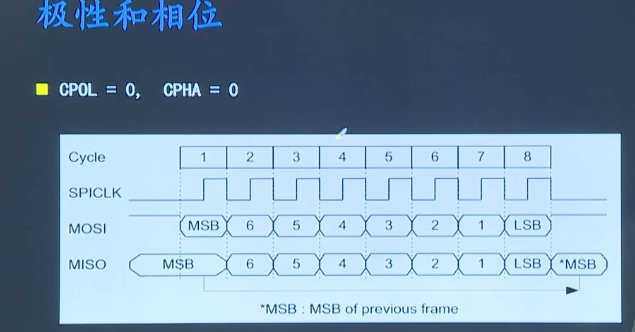 极性和相位
CPOL = 0, CPHA = 0
Cycle 1 2 3 4 5 6 7 8
SPICLK
MOSI MSB 6 5 4 3 2 1 LSB
MISO MSB 6 5 4 3 2 1 LSB *MSB
*MSB : MSB of previous frame